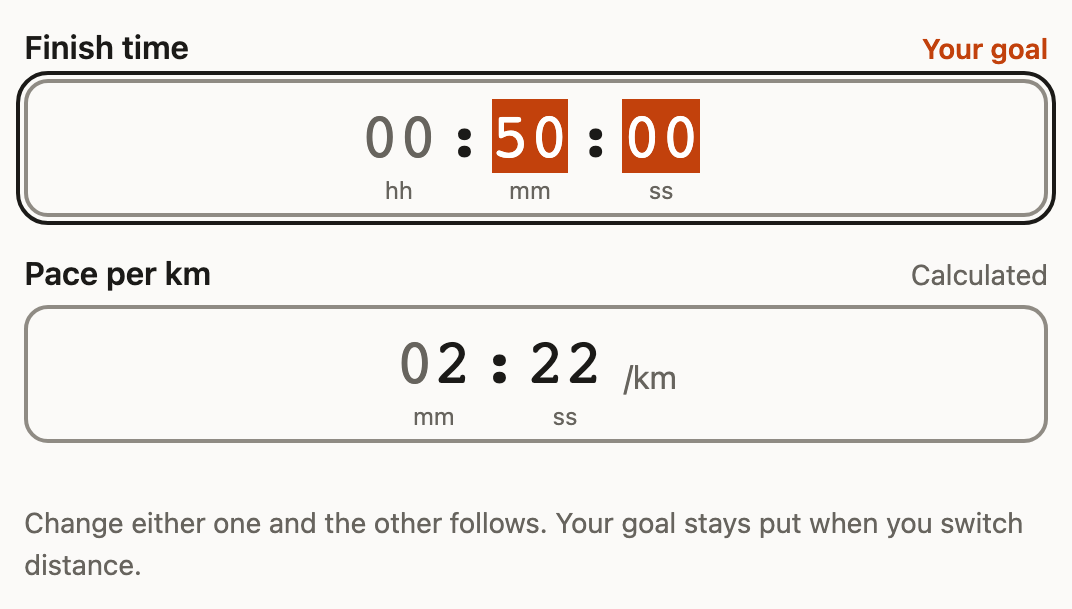 Finish time
Your goal
00 : 50 : 00
hh mm ss
Pace per km
Calculated
02 : 22 /km
mm ss
Change either one and the other follows. Your goal stays put when you switch
distance.